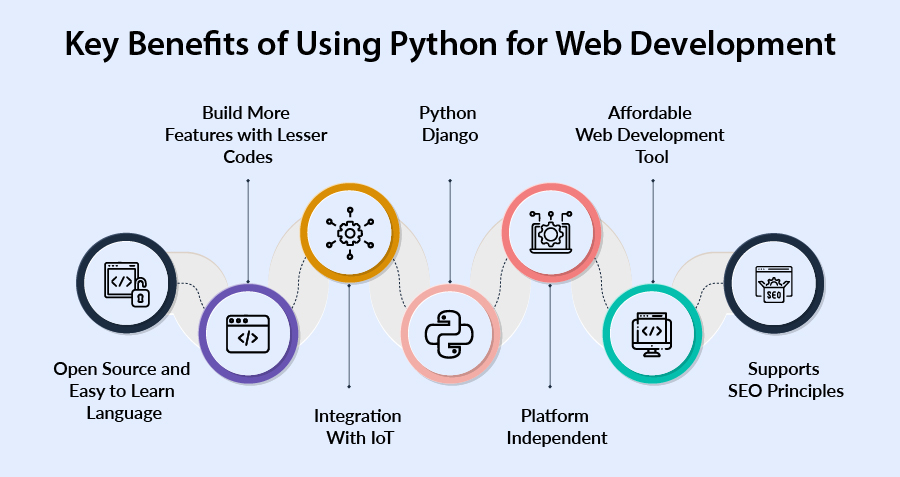 Key Benefits of Using Python for Web Development
Open Source and
Easy to Learn
Language
Build More
Features with Lesser
Codes
Integration
With IoT
Python
Django
Platform
Independent
Affordable
Web Development
Tool
SEO
Supports
SEO Principles